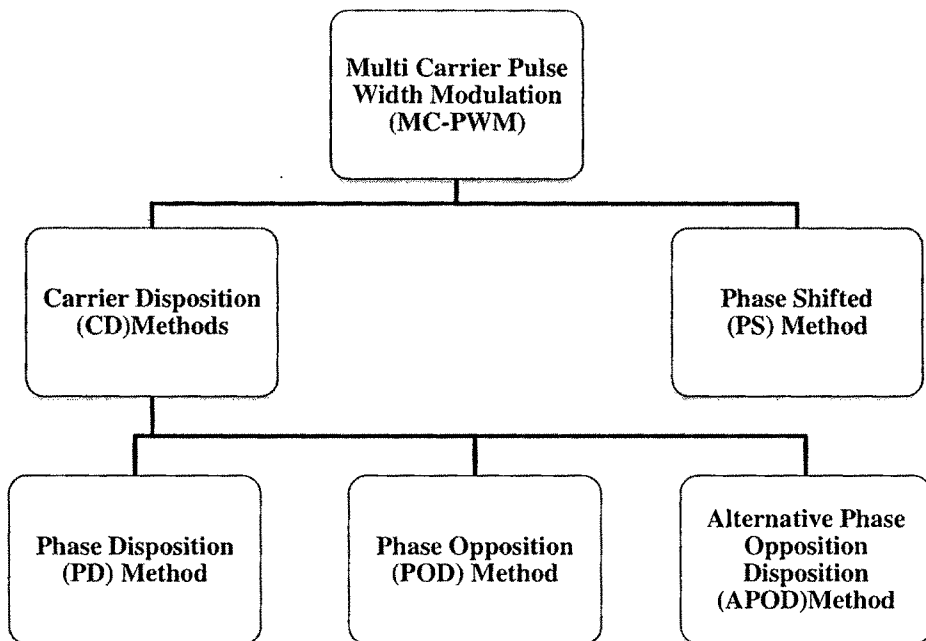 Multi Carrier Pulse
Width Modulation
(MC-PWM)
Carrier Disposition
(CD)Methods
Phase Shifted
(PS) Method
Phase Disposition
(PD) Method
Phase Opposition
(POD) Method
Alternative Phase
Opposition
Disposition
(APOD)Method